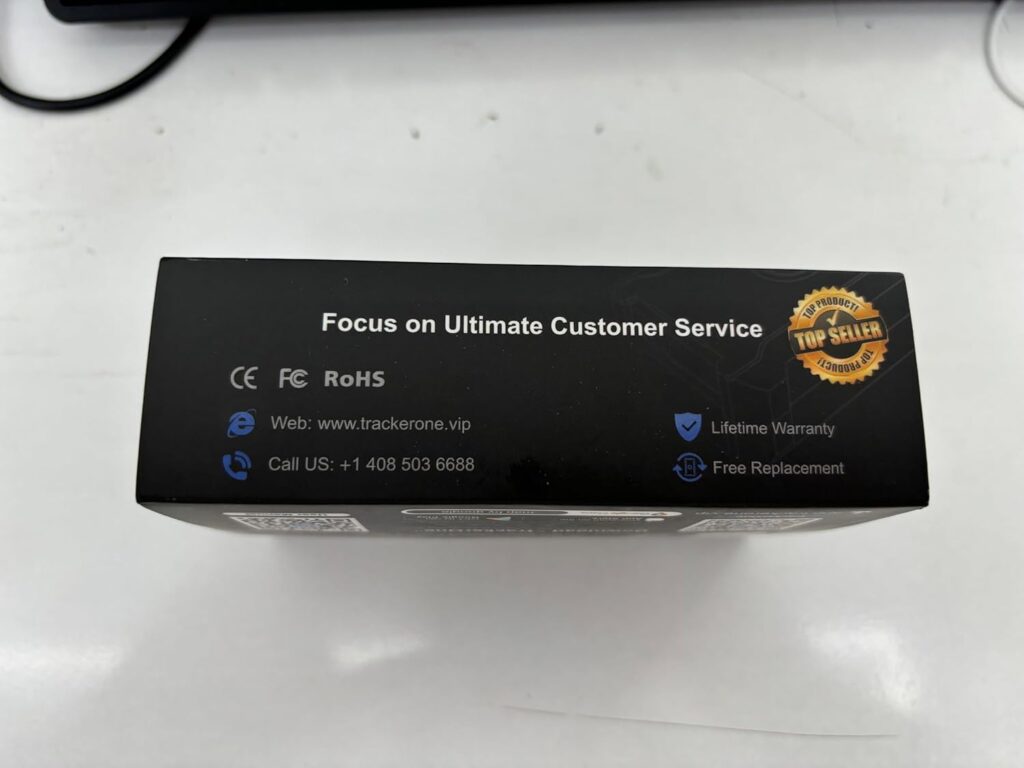 Focus on Ultimate Customer Service
TOP PRODUCT!
TOP SELLER
TOP PRODUCT!
CE FC RoHS
Web: www.trackerone.vip
Call US: +1 408 503 6688
Lifetime Warranty
Free Replacement